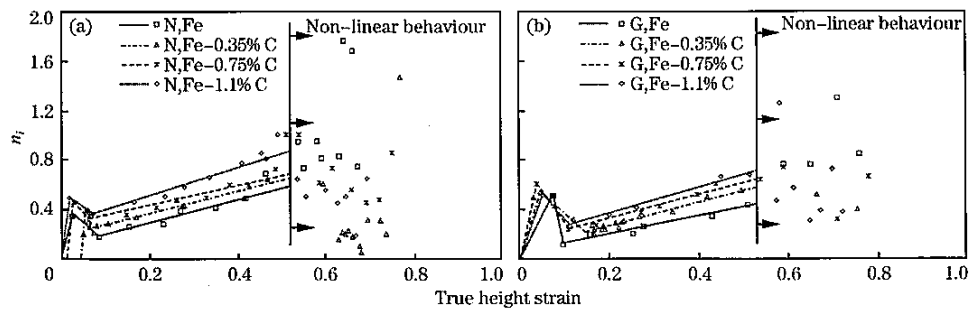 2.0
1.6
1.2
0.8
0.4
0
n_i
(a)
N,Fe
N,Fe−0.35% C
N,Fe−0.75% C
N,Fe−1.1% C
Non−linear behaviour
0.2
0.4
0.6
0.8
1.0
(b)
G,Fe
G,Fe−0.35% C
G,Fe−0.75% C
G,Fe−1.1% C
Non−linear behaviour
0
0.2
0.4
0.6
0.8
1.0
True height strain